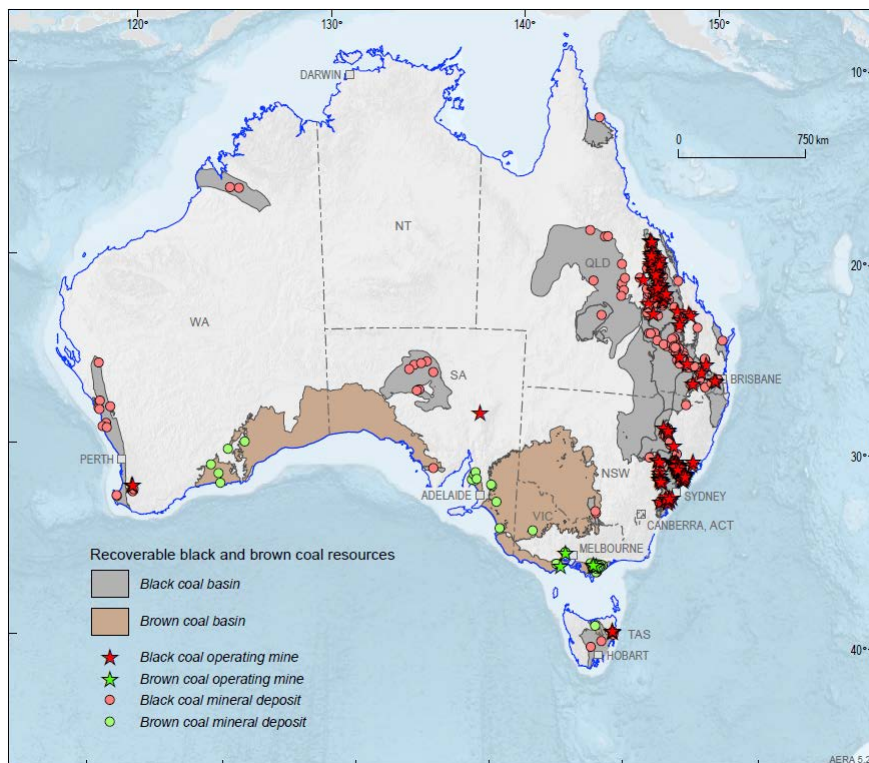 120° 130° 140° 150°
DARWIN
10°
0 750 km
NT
QLD
20°
WA
SA
BRISBANE
PERTH
NSW
30°
ADELAIDE
SYDNEY
VIC
CANBERRA, ACT
MELBOURNE
Recoverable black and brown coal resources
Black coal basin
Brown coal basin
TAS
40°
HOBART
Black coal operating mine
Brown coal operating mine
Black coal mineral deposit
Brown coal mineral deposit
AERA 5.2